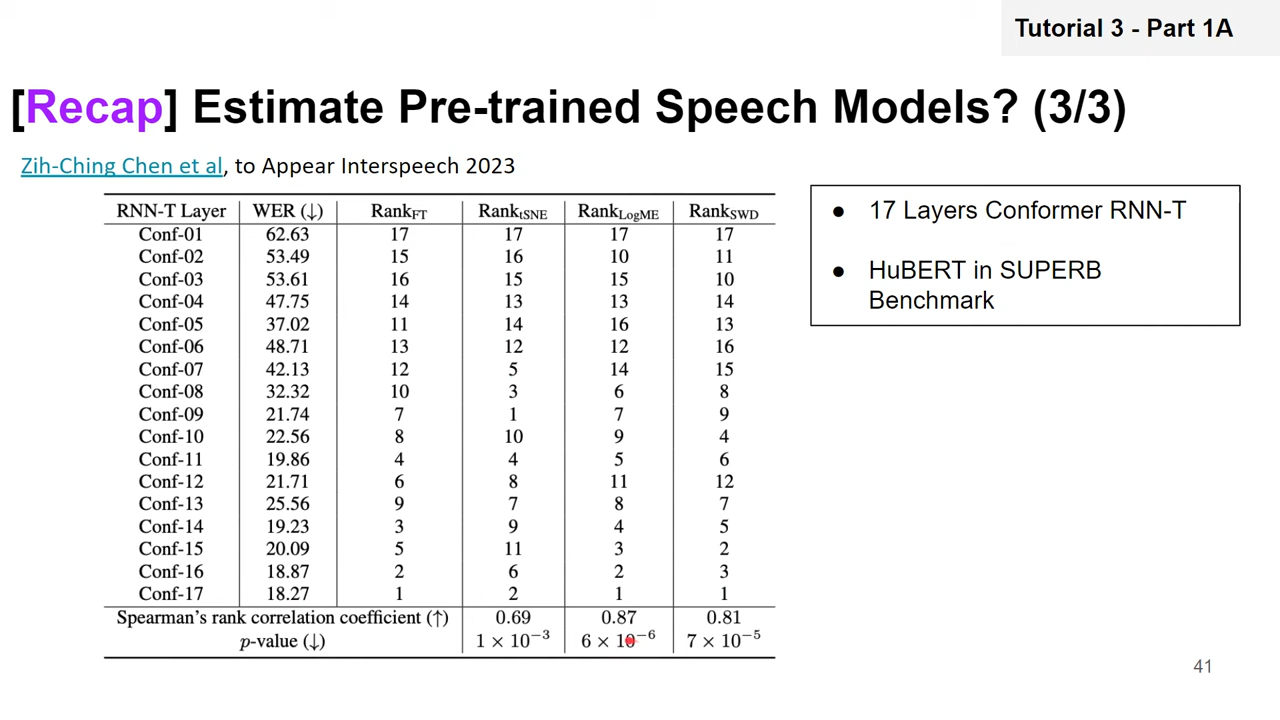 Tutorial 3 - Part 1A
[Recap] Estimate Pre-trained Speech Models? (3/3)
Zih-Ching Chen et al, to Appear Interspeech 2023
RNN-T Layer WER (↓) Rank_FT Rank_tSNE Rank_LogME Rank_SWD
Conf-01 62.63 17 17 17 17
Conf-02 53.49 15 16 10 11
Conf-03 53.61 16 15 15 10
Conf-04 47.75 14 13 13 14
Conf-05 37.02 11 14 16 13
Conf-06 48.71 13 12 12 16
Conf-07 42.13 12 5 14 15
Conf-08 32.32 10 3 6 8
Conf-09 21.74 7 1 7 9
Conf-10 22.56 8 10 9 4
Conf-11 19.86 4 4 5 6
Conf-12 21.71 6 8 11 12
Conf-13 25.56 9 7 8 7
Conf-14 19.23 3 9 4 5
Conf-15 20.09 5 11 3 2
Conf-16 18.87 2 6 2 3
Conf-17 18.27 1 2 1 1
Spearman's rank correlation coefficient (↑) 0.69 0.87 0.81
p-value (↓) 1 × 10⁻³ 6 × 10⁻⁶ 7 × 10⁻⁵
● 17 Layers Conformer RNN-T
● HuBERT in SUPERB
Benchmark
41